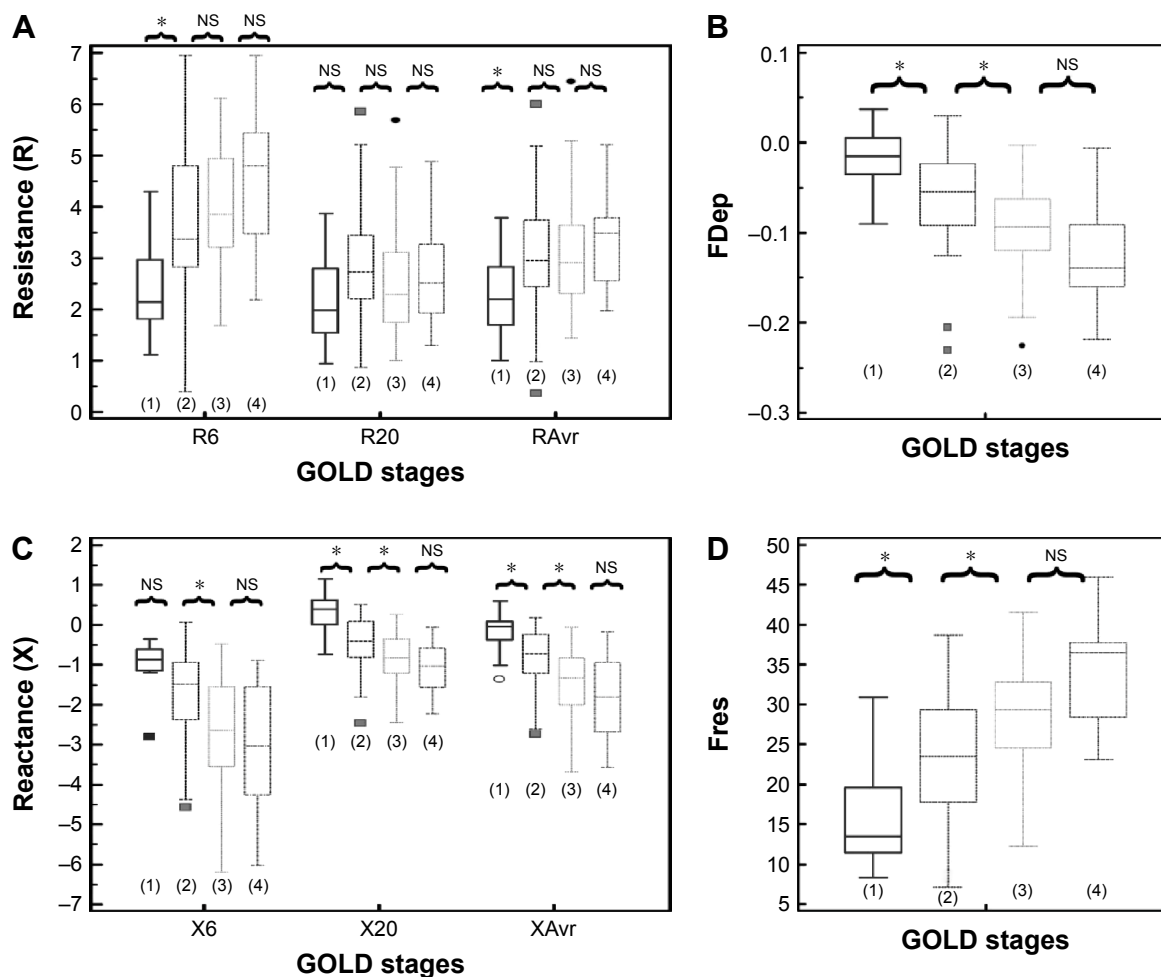 A
* NS NS
NS NS NS
* NS NS
Resistance (R)
7
6
5
4
3
2
1
0
(1) (2) (3) (4)
(1) (2) (3) (4)
(1) (2) (3) (4)
R6 R20 RAvr
GOLD stages
B
* * NS
FDep
0.1
0.0
–0.1
–0.2
–0.3
(1) (2) (3) (4)
GOLD stages
C
NS * NS
* * NS
* * NS
Reactance (X)
2
1
0
–1
–2
–3
–4
–5
–6
–7
(1) (2) (3) (4)
(1) (2) (3) (4)
(1) (2) (3) (4)
X6 X20 XAvr
GOLD stages
D
* * NS
Fres
50
45
40
35
30
25
20
15
10
5
(1) (2) (3) (4)
GOLD stages